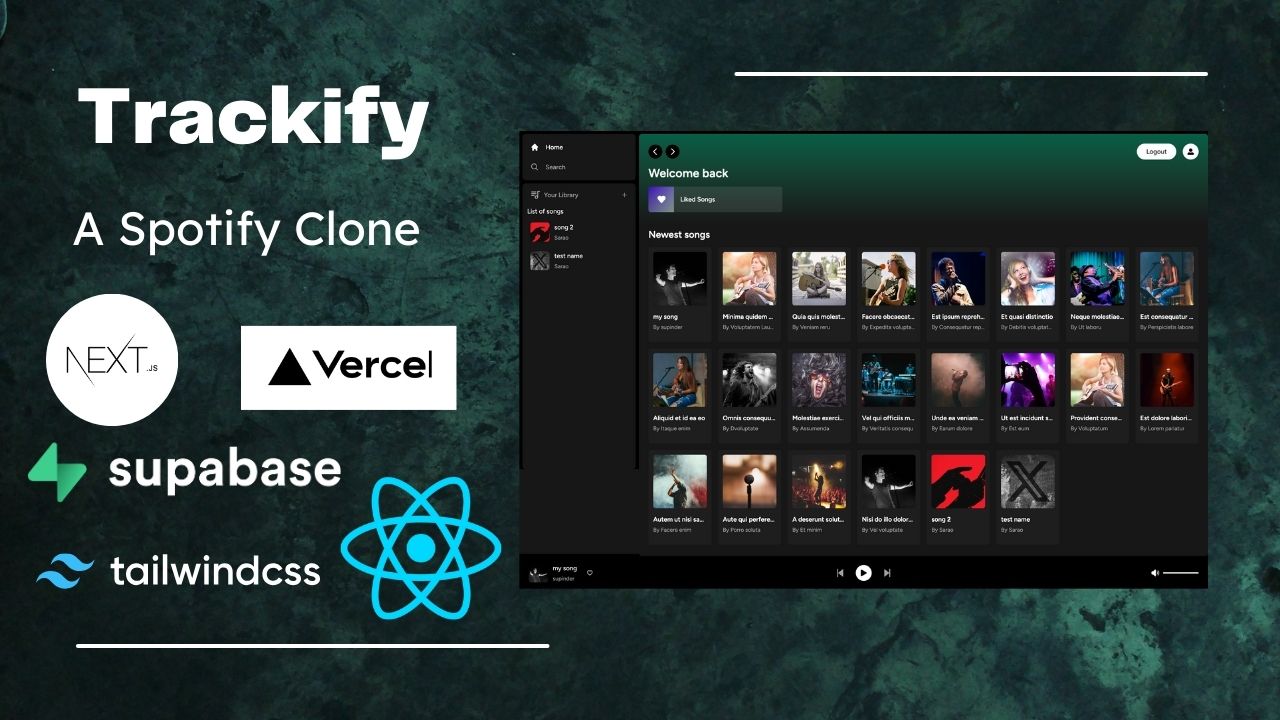 Trackify
A Spotify Clone
NEXT.JS
Vercel
supabase
tailwindcss
Home
Search
Your Library
List of songs
song 2
Sarao
test name
Sarao
Logout
Welcome back
Liked Songs
Newest songs
my song
By supinder
Minima quidem ...
By Voluptatem Lau...
Quia quis molest...
By Veniam reru
Facere obcaecat...
By Expedita volupta...
Est ipsum repreh...
By Consequatur rep...
Et quasi distinctio
By Debitis voluptat...
Neque molestiae...
By Ut laboru
Est consequatur ...
By Perspiciatis labore
Aliquid et id ea eo
By Itaque enim
Omnis consequu...
By Dvoluptate
Molestiae exerci...
By Assumenda
Vel qui officiis m...
By Veritatis consequ
Unde ea veniam ...
By Earum dolore
Ut est incidunt s...
By Est eum
Provident conse...
By Voluptatum
Est dolore labori...
By Lorem pariatur
Autem ut nisi sa...
By Facere enim
Aute qui perfere...
By Porro soluta
A deserunt solut...
By Et minim
Nisi do illo dolor...
By Vel voluptate
song 2
By Sarao
test name
By Sarao
my song
supinder